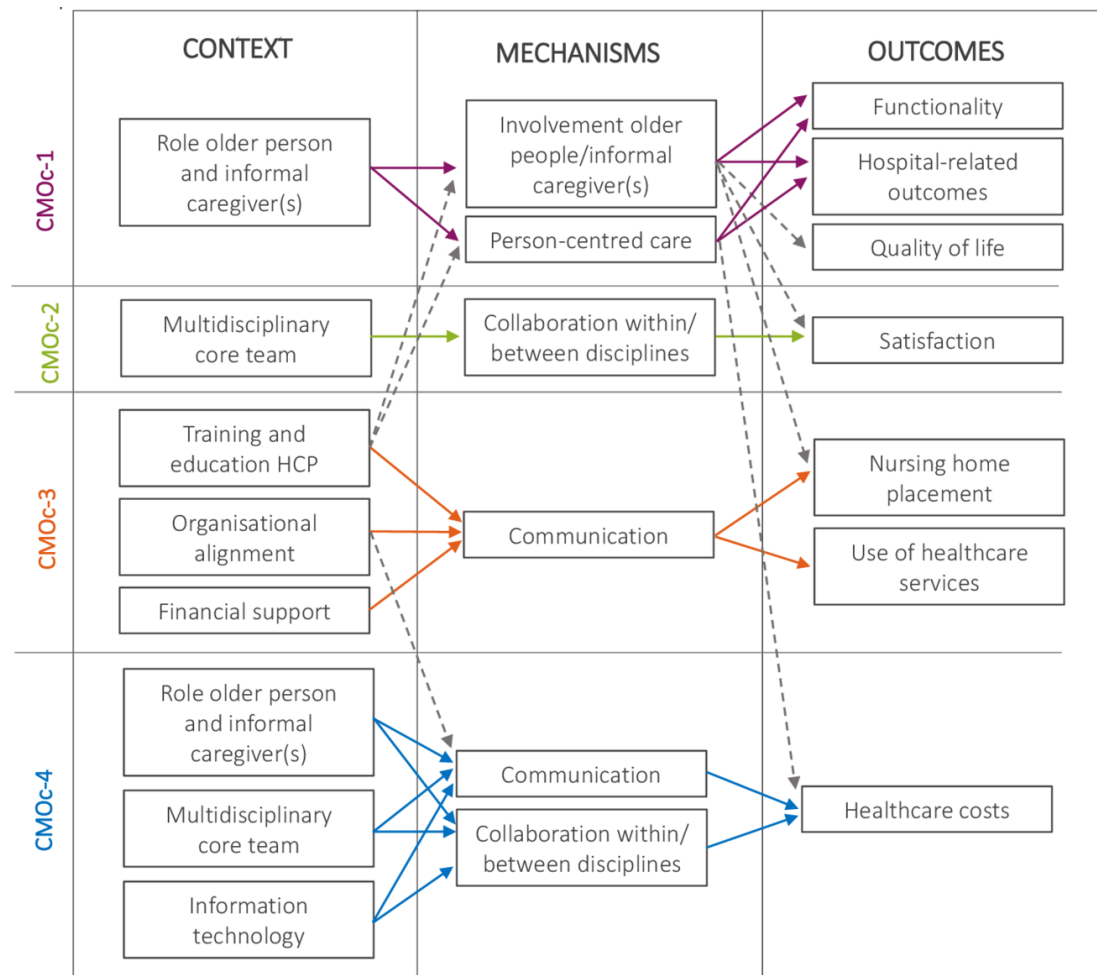 CONTEXT
MECHANISMS
OUTCOMES
CMOc-1
Role older person
and informal
caregiver(s)
Involvement older
people/informal
caregiver(s)
Person-centred care
Functionality
Hospital-related
outcomes
Quality of life
CMOc-2
Multidisciplinary
core team
Collaboration within/
between disciplines
Satisfaction
CMOc-3
Training and
education HCP
Organisational
alignment
Financial support
Communication
Nursing home
placement
Use of healthcare
services
CMOc-4
Role older person
and informal
caregiver(s)
Multidisciplinary
core team
Information
technology
Communication
Collaboration within/
between disciplines
Healthcare costs